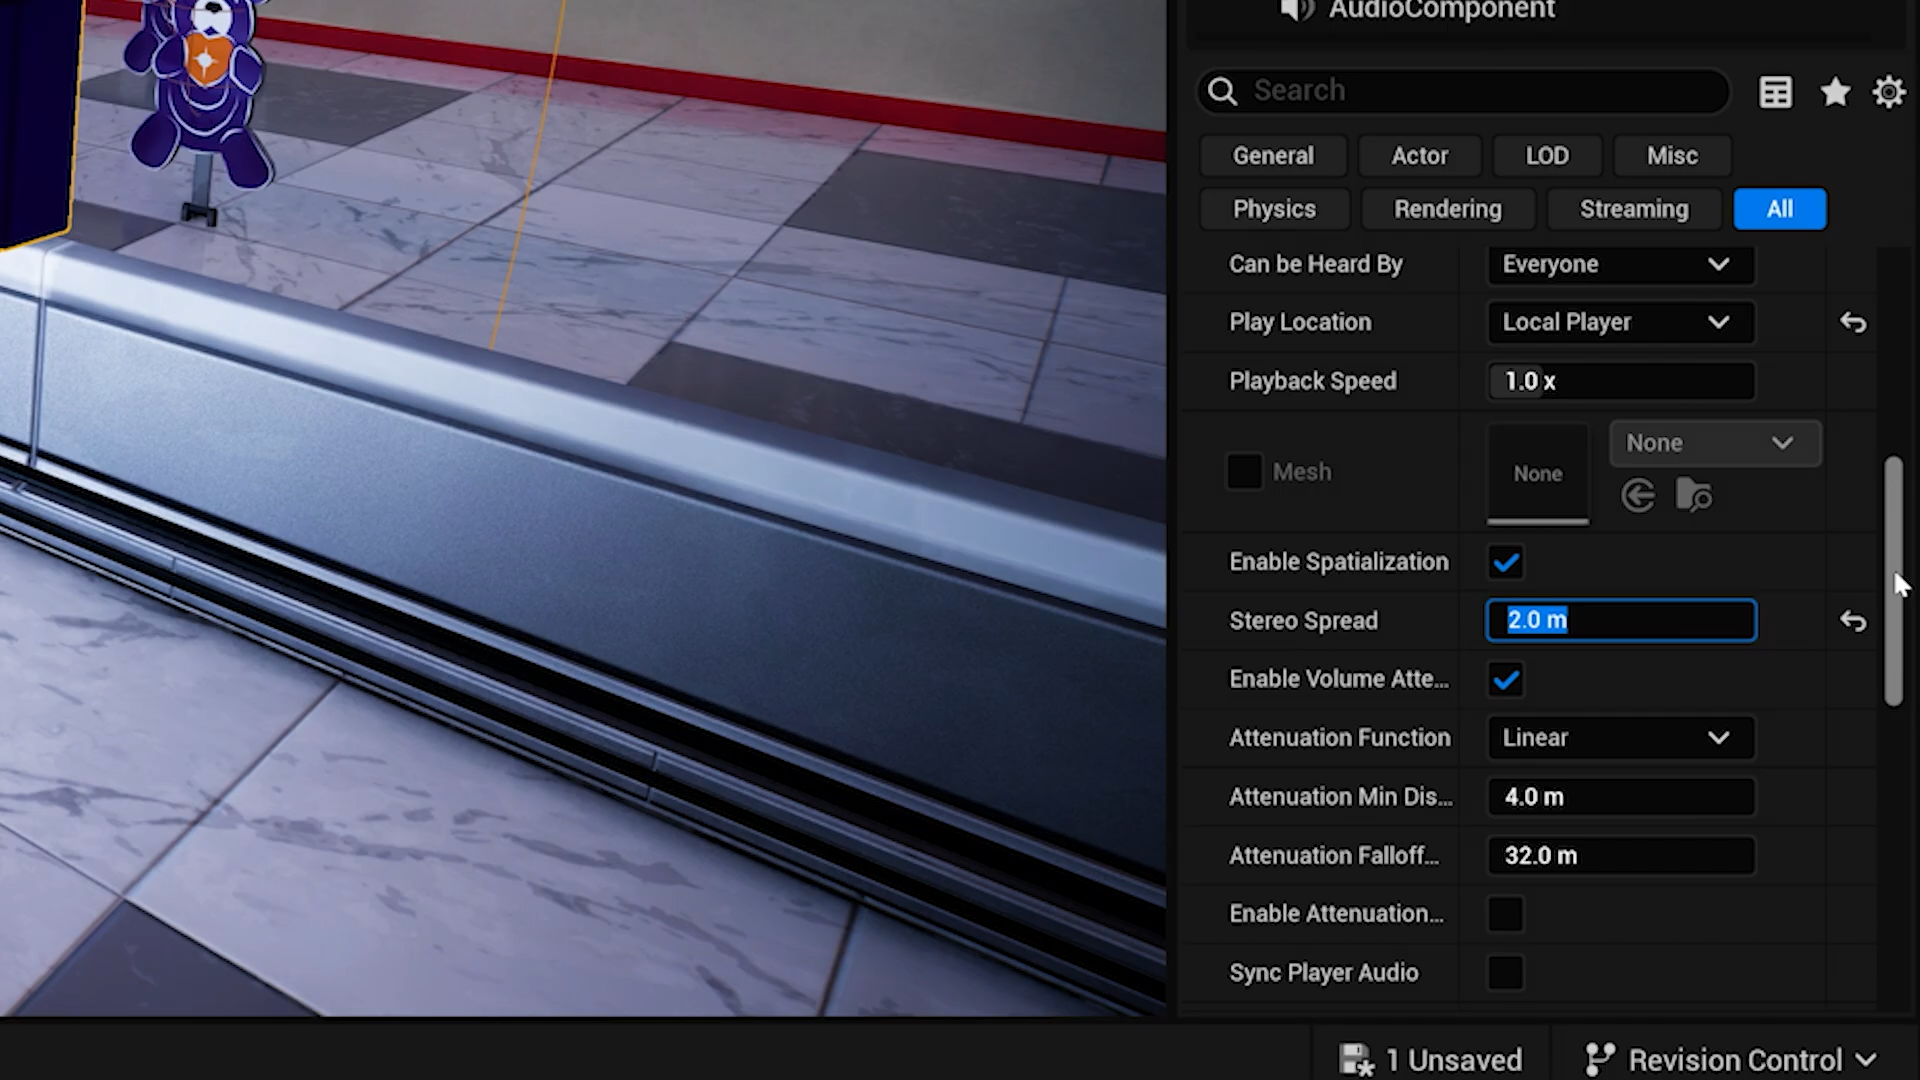 AudioComponent
Search
General Actor LOD Misc
Physics Rendering Streaming All
Can be Heard By Everyone
Play Location Local Player
Playback Speed 1.0 x
Mesh None None
Enable Spatialization
Stereo Spread 2.0 m
Enable Volume Atte...
Attenuation Function Linear
Attenuation Min Dis... 4.0 m
Attenuation Falloff... 32.0 m
Enable Attenuation...
Sync Player Audio
1 Unsaved Revision Control